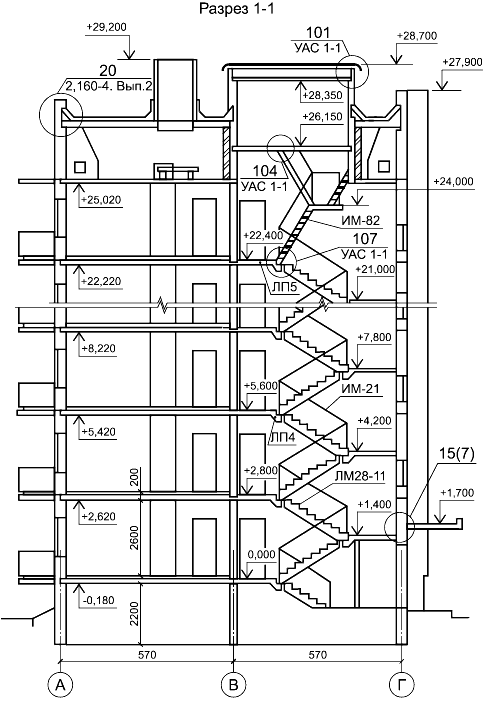 Разрез 1-1
+29,200
101
УАС 1-1
+28,700
+27,900
20
2,160-4. Вып.2
+28,350
+26,150
104
УАС 1-1
+24,000
+25,020
ИМ-82
107
УАС 1-1
+22,400
+22,220
ЛП5
+21,000
+8,220
+7,800
+5,600
ИМ-21
+5,420
ЛП4
+4,200
15(7)
200
+2,800
ЛМ28-11
+1,700
+2,620
2600
+1,400
0,000
-0,180
2200
570
570
А
В
Г